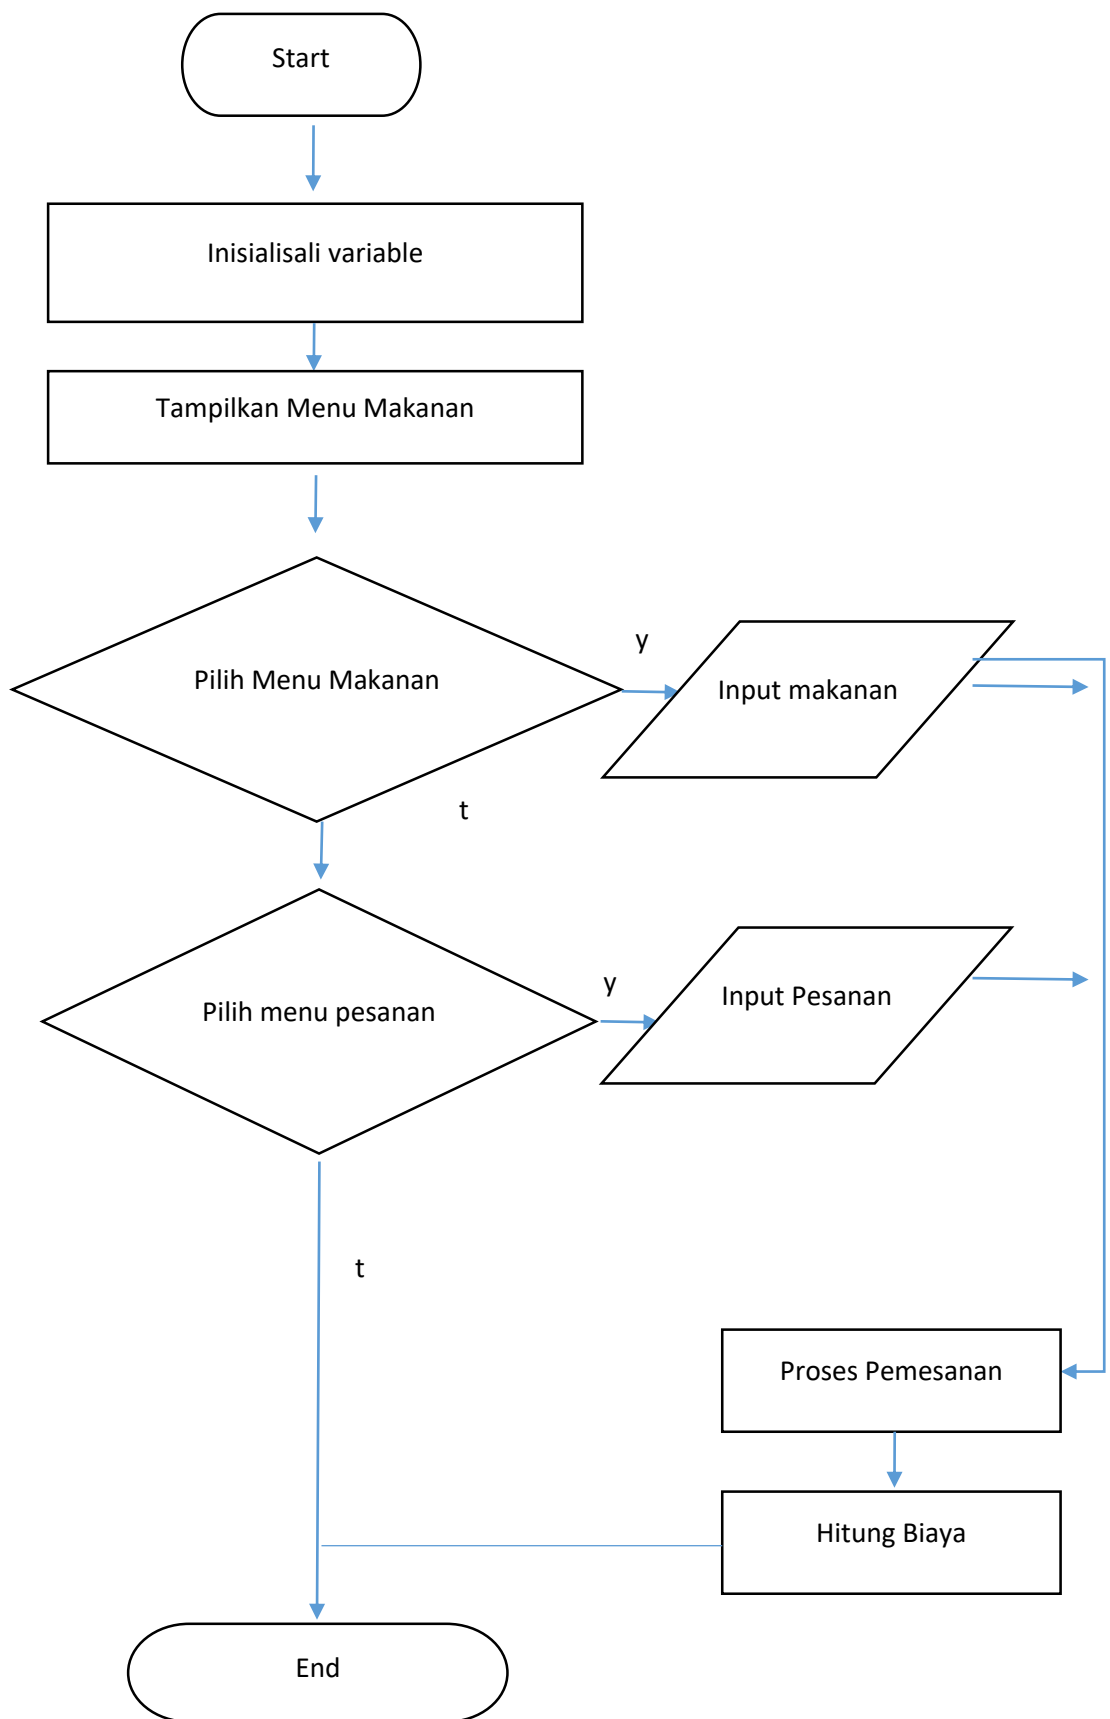 Start
Inisialisali variable
Tampilkan Menu Makanan
Pilih Menu Makanan
y
Input makanan
t
Pilih menu pesanan
y
Input Pesanan
t
Proses Pemesanan
Hitung Biaya
End